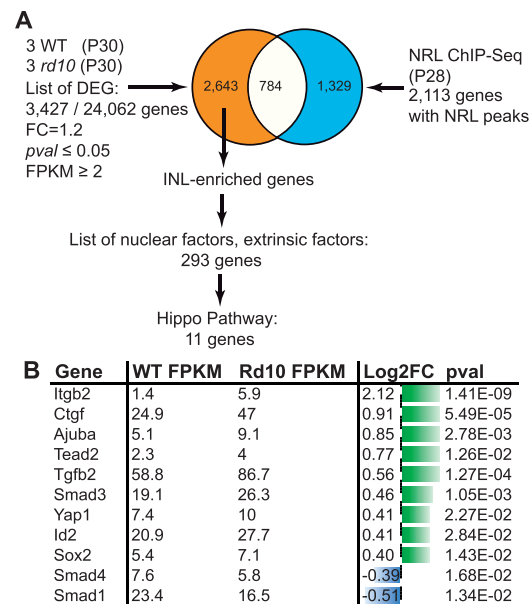 A
3 WT (P30)
3 rd10 (P30)
List of DEG:
3,427 / 24,062 genes
FC=1.2
pval ≤ 0.05
FPKM ≥ 2
2,643
784
1,329
NRL ChIP-Seq
(P28)
2,113 genes
with NRL peaks
INL-enriched genes
List of nuclear factors, extrinsic factors:
293 genes
Hippo Pathway:
11 genes
B
Gene WT FPKM Rd10 FPKM Log2FC pval
Itgb2 1.4 5.9 2.12 1.41E-09
Ctgf 24.9 47 0.91 5.49E-05
Ajuba 5.1 9.1 0.85 2.78E-03
Tead2 2.3 4 0.77 1.26E-02
Tgfb2 58.8 86.7 0.56 1.27E-04
Smad3 19.1 26.3 0.46 1.05E-03
Yap1 7.4 10 0.41 2.27E-02
Id2 20.9 27.7 0.41 2.84E-02
Sox2 5.4 7.1 0.40 1.43E-02
Smad4 7.6 5.8 -0.39 1.68E-02
Smad1 23.4 16.5 -0.51 1.34E-02